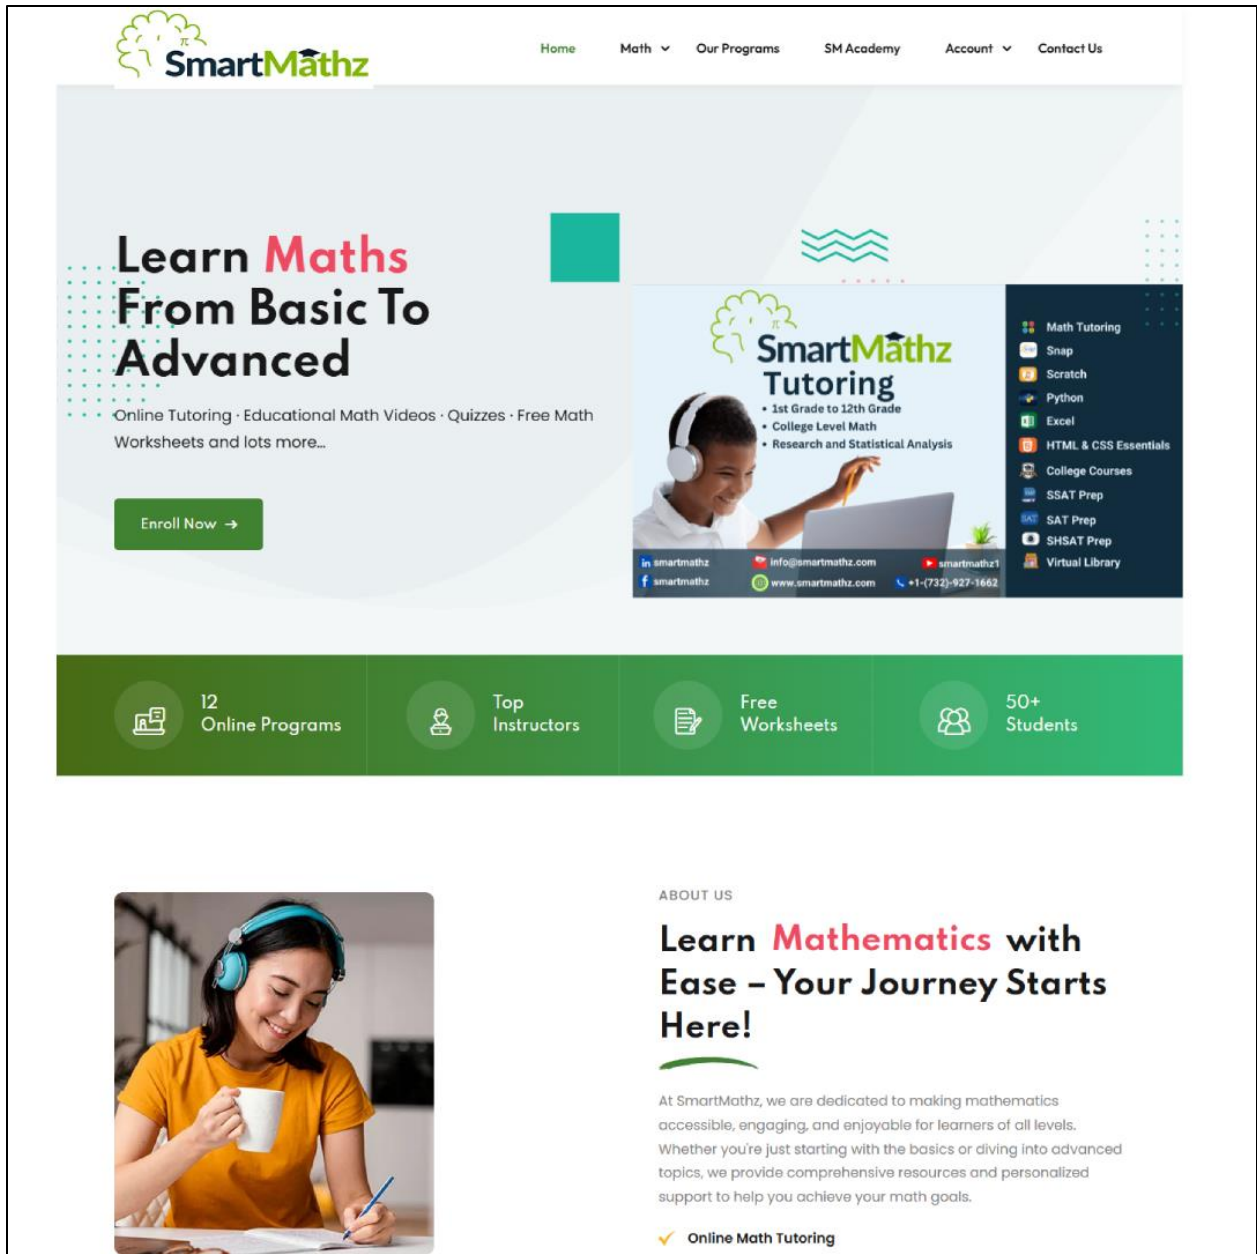 π
SmartMathz
Home Math Our Programs SM Academy Account Contact Us
Learn Maths
From Basic To
Advanced
Online Tutoring · Educational Math Videos · Quizzes · Free Math
Worksheets and lots more...
Enroll Now →
π
SmartMathz
Tutoring
• 1st Grade to 12th Grade
• College Level Math
• Research and Statistical Analysis
in smartmathz
info@smartmathz.com
smartmathz1
f smartmathz
www.smartmathz.com
+1-(732)-927-1662
Math Tutoring
Snap
Scratch
Python
Excel
HTML & CSS Essentials
College Courses
SSAT Prep
SAT SAT Prep
SHSAT Prep
Virtual Library
12
Online Programs
Top
Instructors
Free
Worksheets
50+
Students
ABOUT US
Learn Mathematics with
Ease – Your Journey Starts
Here!
At SmartMathz, we are dedicated to making mathematics
accessible, engaging, and enjoyable for learners of all levels.
Whether you're just starting with the basics or diving into advanced
topics, we provide comprehensive resources and personalized
support to help you achieve your math goals.
Online Math Tutoring